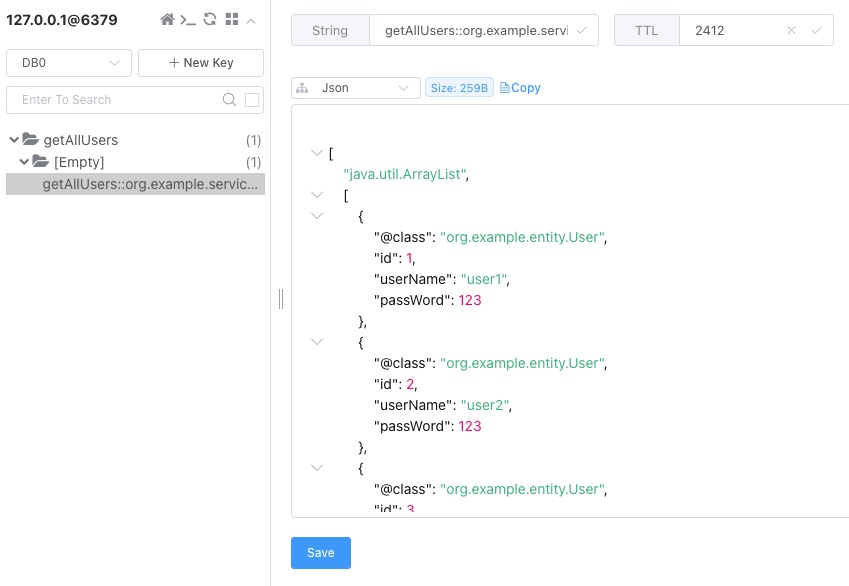 127.0.0.1@6379
DB0
+ New Key
Enter To Search
getAllUsers (1)
[Empty] (1)
getAllUsers::org.example.servic...
String getAllUsers::org.example.servi
TTL 2412
Json Size: 259B Copy
[
"java.util.ArrayList",
[
{
"@class": "org.example.entity.User",
"id": 1,
"userName": "user1",
"passWord": 123
},
{
"@class": "org.example.entity.User",
"id": 2,
"userName": "user2",
"passWord": 123
},
{
"@class": "org.example.entity.User",
"id": 3
Save